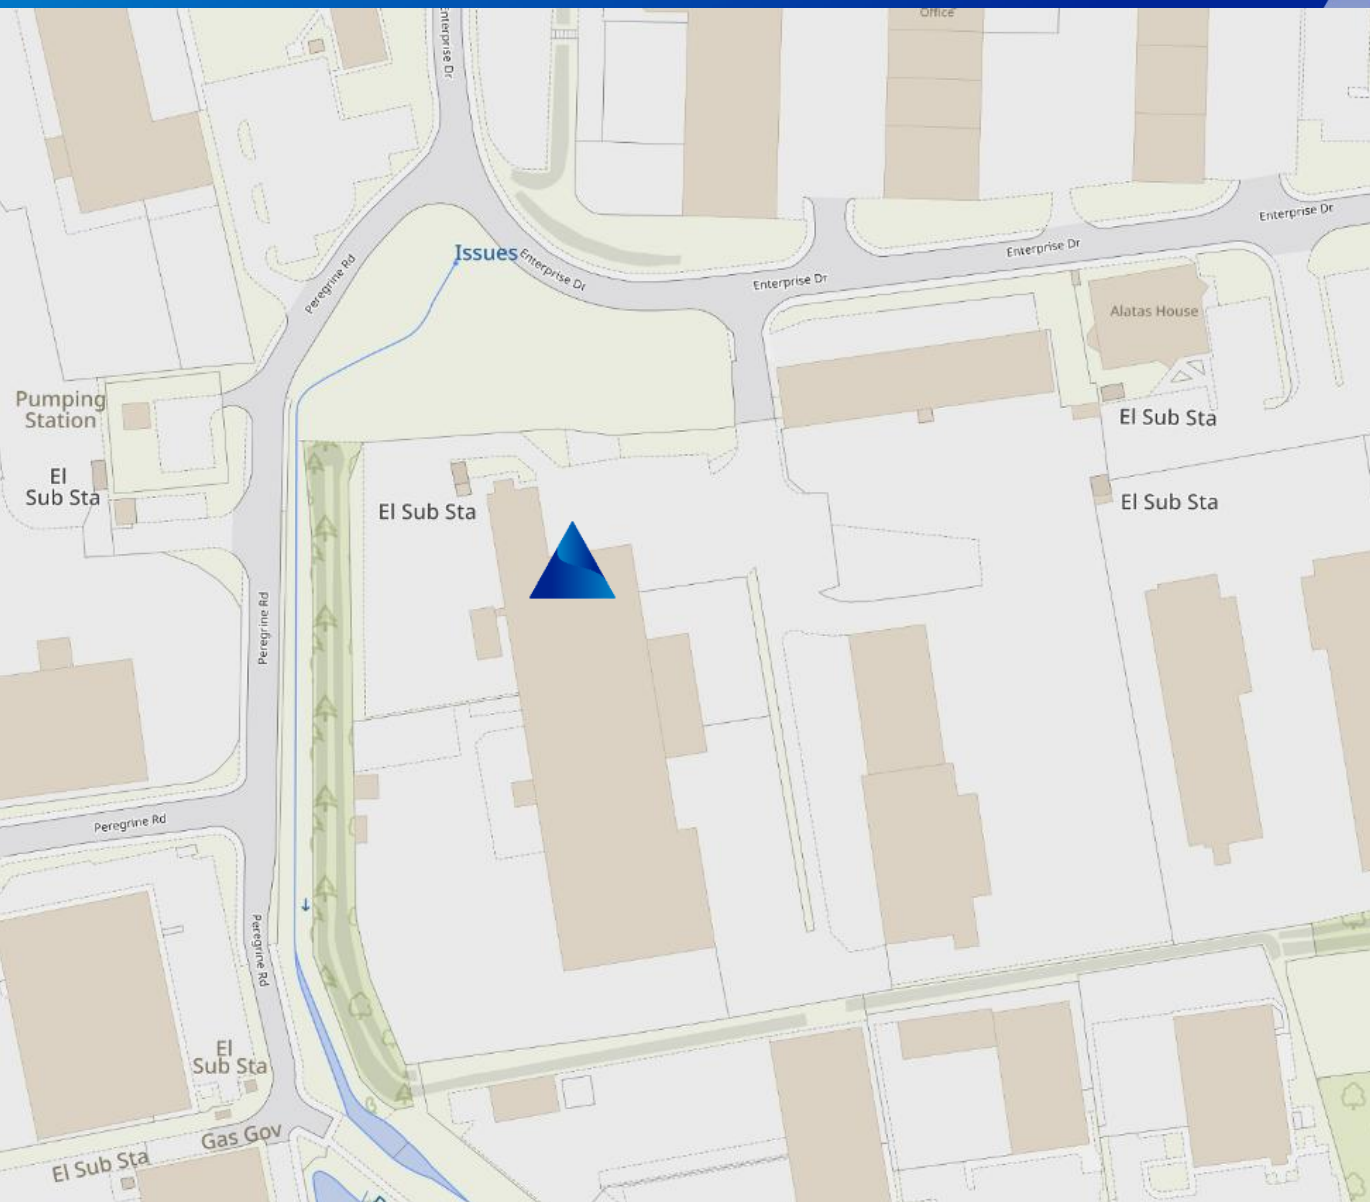 Office
Enterprise Dr
Enterprise Dr
Enterprise Dr
Issues
Enterprise Dr
Peregrine Rd
Enterprise Dr
Alatas House
Pumping
Station
El Sub Sta
El
Sub Sta
El Sub Sta
El Sub Sta
Peregrine Rd
Peregrine Rd
Peregrine Rd
El
Sub Sta
Gas Gov
El Sub Sta